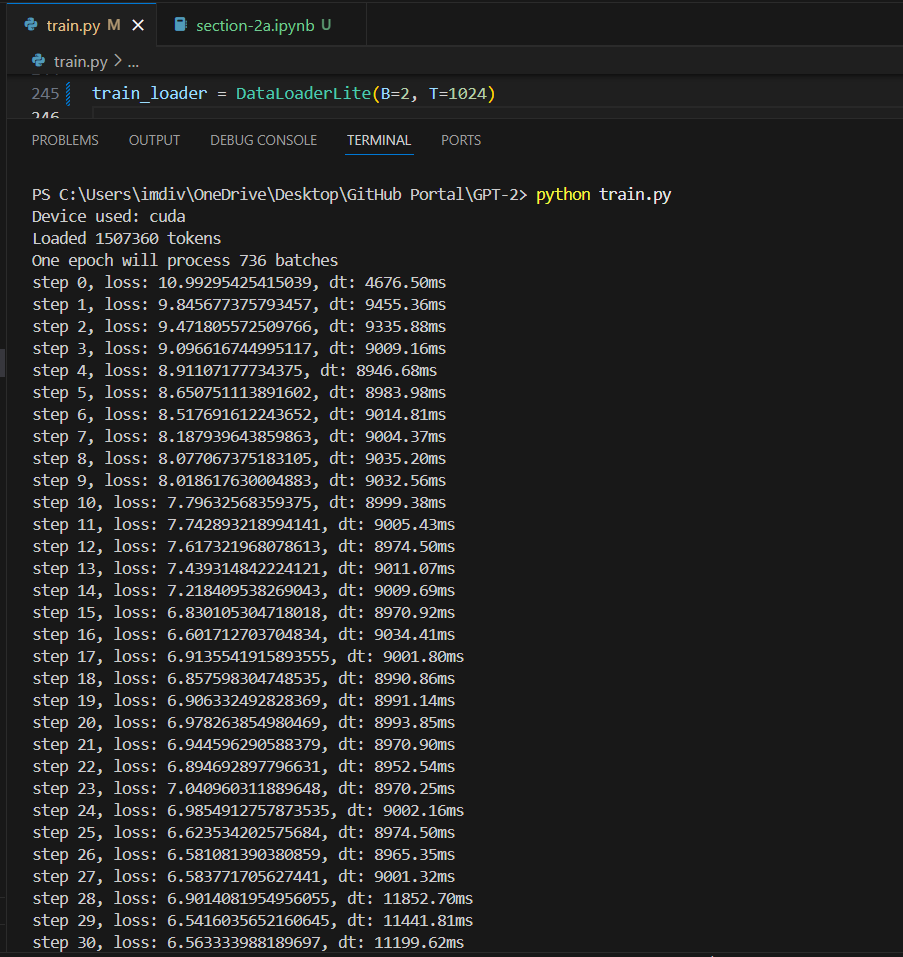 train.py M ✕ section-2a.ipynb U
train.py > ...
245 train_loader = DataLoaderLite(B=2, T=1024)
246
PROBLEMS OUTPUT DEBUG CONSOLE TERMINAL PORTS
PS C:\Users\imdiv\OneDrive\Desktop\GitHub Portal\GPT-2> python train.py
Device used: cuda
Loaded 1507360 tokens
One epoch will process 736 batches
step 0, loss: 10.99295425415039, dt: 4676.50ms
step 1, loss: 9.845677375793457, dt: 9455.36ms
step 2, loss: 9.471805572509766, dt: 9335.88ms
step 3, loss: 9.096616744995117, dt: 9009.16ms
step 4, loss: 8.91107177734375, dt: 8946.68ms
step 5, loss: 8.650751113891602, dt: 8983.98ms
step 6, loss: 8.517691612243652, dt: 9014.81ms
step 7, loss: 8.187939643859863, dt: 9004.37ms
step 8, loss: 8.077067375183105, dt: 9035.20ms
step 9, loss: 8.018617630004883, dt: 9032.56ms
step 10, loss: 7.79632568359375, dt: 8999.38ms
step 11, loss: 7.742893218994141, dt: 9005.43ms
step 12, loss: 7.617321968078613, dt: 8974.50ms
step 13, loss: 7.439314842224121, dt: 9011.07ms
step 14, loss: 7.218409538269043, dt: 9009.69ms
step 15, loss: 6.830105304718018, dt: 8970.92ms
step 16, loss: 6.601712703704834, dt: 9034.41ms
step 17, loss: 6.9135541915893555, dt: 9001.80ms
step 18, loss: 6.857598304748535, dt: 8990.86ms
step 19, loss: 6.906332492828369, dt: 8991.14ms
step 20, loss: 6.978263854980469, dt: 8993.85ms
step 21, loss: 6.944596290588379, dt: 8970.90ms
step 22, loss: 6.894692897796631, dt: 8952.54ms
step 23, loss: 7.040960311889648, dt: 8970.25ms
step 24, loss: 6.9854912757873535, dt: 9002.16ms
step 25, loss: 6.623534202575684, dt: 8974.50ms
step 26, loss: 6.581081390380859, dt: 8965.35ms
step 27, loss: 6.583771705627441, dt: 9001.32ms
step 28, loss: 6.9014081954956055, dt: 11852.70ms
step 29, loss: 6.5416035652160645, dt: 11441.81ms
step 30, loss: 6.563333988189697, dt: 11199.62ms